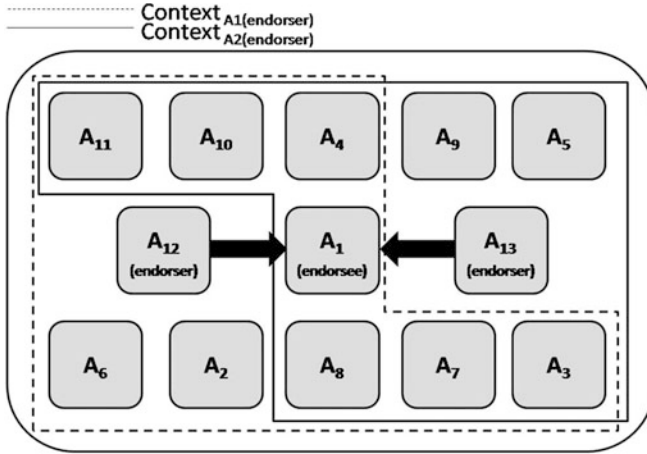 Context A1(endorser)
Context A2(endorser)
A11 A10 A4 A9 A5
A12 A1 A13
(endorser) (endorsee) (endorser)
A6 A2 A8 A7 A3